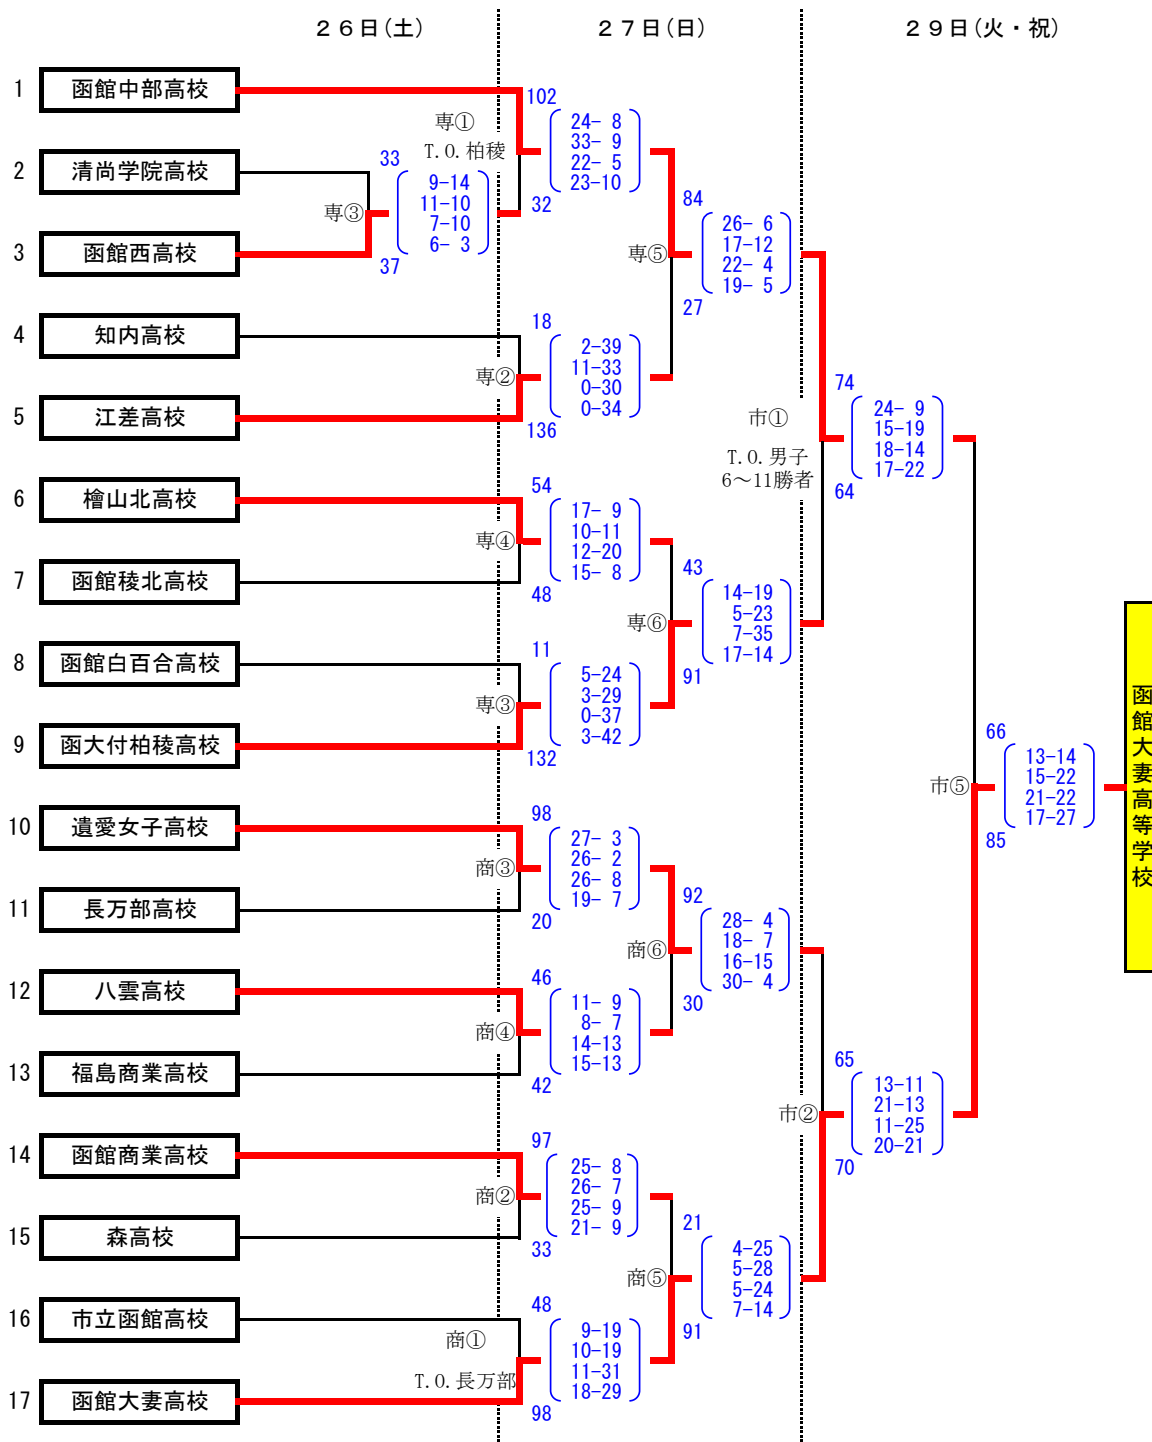 ２６日(土)
２７日(日)
２９日(火・祝)
1 函館中部高校
2 清尚学院高校
3 函館西高校
4 知内高校
5 江差高校
6 檜山北高校
7 函館稜北高校
8 函館白百合高校
9 函大付柏稜高校
10 遺愛女子高校
11 長万部高校
12 八雲高校
13 福島商業高校
14 函館商業高校
15 森高校
16 市立函館高校
17 函館大妻高校
専③
33
9-14
11-10
7-10
6- 3
37
専①
T.O.柏稜
102
24- 8
33- 9
22- 5
23-10
32
専②
18
2-39
11-33
0-30
0-34
136
専④
54
17- 9
10-11
12-20
15- 8
48
専③
11
5-24
3-29
0-37
3-42
132
商③
98
27- 3
26- 2
26- 8
19- 7
20
商④
46
11- 9
8- 7
14-13
15-13
42
商②
97
25- 8
26- 7
25- 9
21- 9
33
商①
T.O.長万部
48
9-19
10-19
11-31
18-29
98
専⑤
84
26- 6
17-12
22- 4
19- 5
27
専⑥
43
14-19
5-23
7-35
17-14
91
商⑥
92
28- 4
18- 7
16-15
30- 4
30
商⑤
21
4-25
5-28
5-24
7-14
91
市①
T.O.男子
6～11勝者
74
24- 9
15-19
18-14
17-22
64
市②
65
13-11
21-13
11-25
20-21
70
市⑤
66
13-14
15-22
21-22
17-27
85
函館大妻高等学校